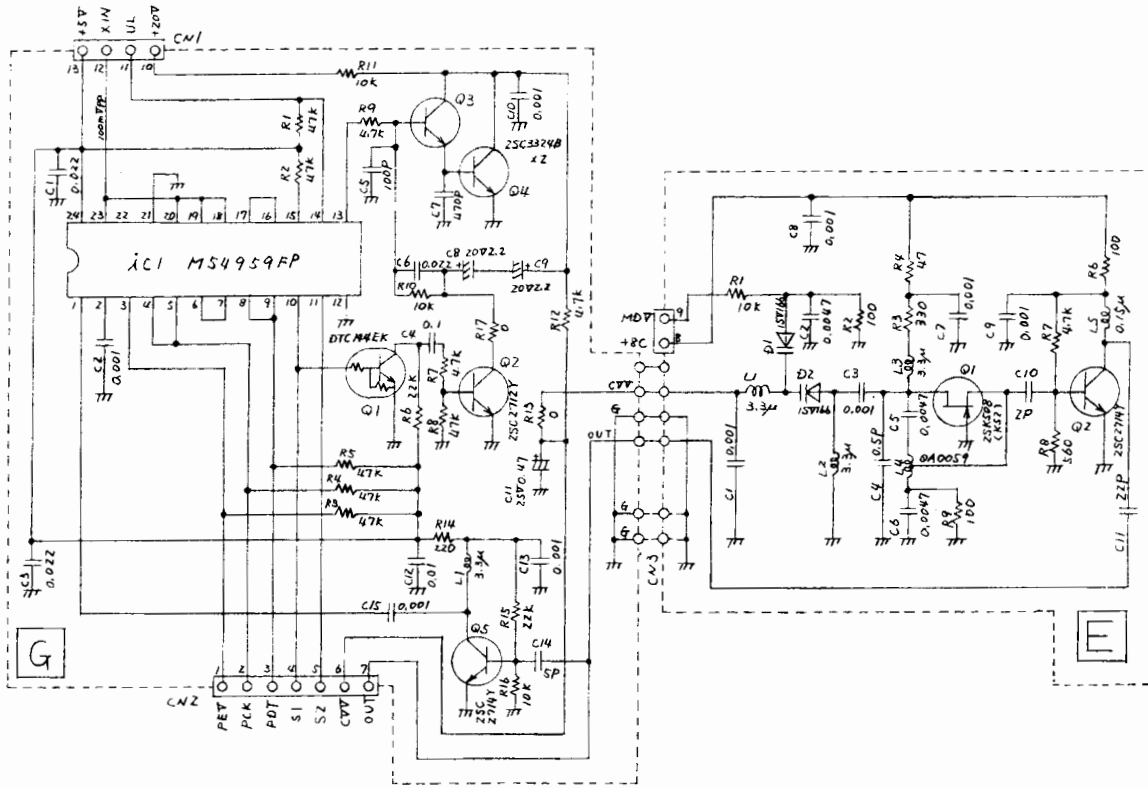 +5V
XIN
UL
+20V
CN1
13
12
11
10
100mVPP
R11
10K
R9
4.7K
Q3
C10
0.001
2SC3324B
x2
Q4
R1
47K
R2
47K
C1
0.022
C5
100P
C7
470P
24 23 22 21 20 19 18 17 16 15 14 13
iC1 M54959FP
1 2 3 4 5 6 7 8 9 10 11 12
C2
0.001
C6
0.022
C8
20V2.2
C9
20V2.2
R10
10K
R17
0
R12
4.7K
DTC144EK
C4
0.1
Q1
R6
22K
R7
4.7K
R8
47K
Q2
2SC2712Y
R13
0
C11
25V0.47
R5
47K
R4
47K
R3
47K
C3
0.022
R14
220
C12
0.01
L1
3.3μ
C13
0.001
R15
22K
C15
0.001
Q5
2SC
2714Y
R16
10K
C14
5P
G
CN2
1 2 3 4 5 6 7
PEV
PCK
PDT
S1
S2
CVV
OUT
MDV
+8C
9
8
CVV
G
OUT
G
G
CN3
R1
10K
D1
1SV166
C2
0.0047
R2
100
C8
0.001
R4
47
R3
330
C7
0.001
L3
3.3μ
C9
0.001
R7
4.7K
R6
100
L5
0.15μ
L1
3.3μ
D2
1SV166
C3
0.001
C1
0.001
L2
3.3μ
C4
0.5P
C5
0.0047
Q1
2SK508
(K52)
L4
QA0059
C6
0.0047
R9
100
C10
2P
R8
560
Q2
2SC2714Y
22P
C11
E